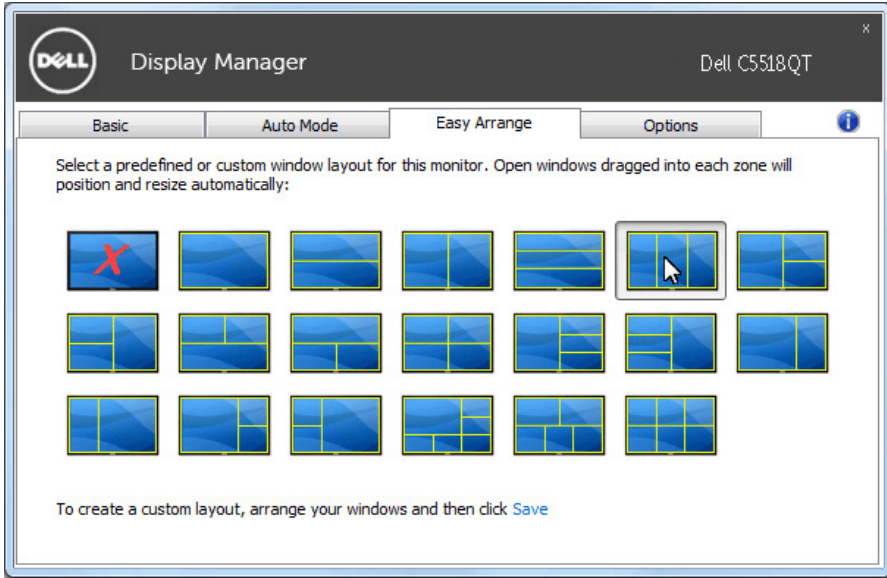 DELL
Display Manager
Dell C5518QT
x
Basic
Auto Mode
Easy Arrange
Options
i
Select a predefined or custom window layout for this monitor. Open windows dragged into each zone will
position and resize automatically:
X
To create a custom layout, arrange your windows and then click Save